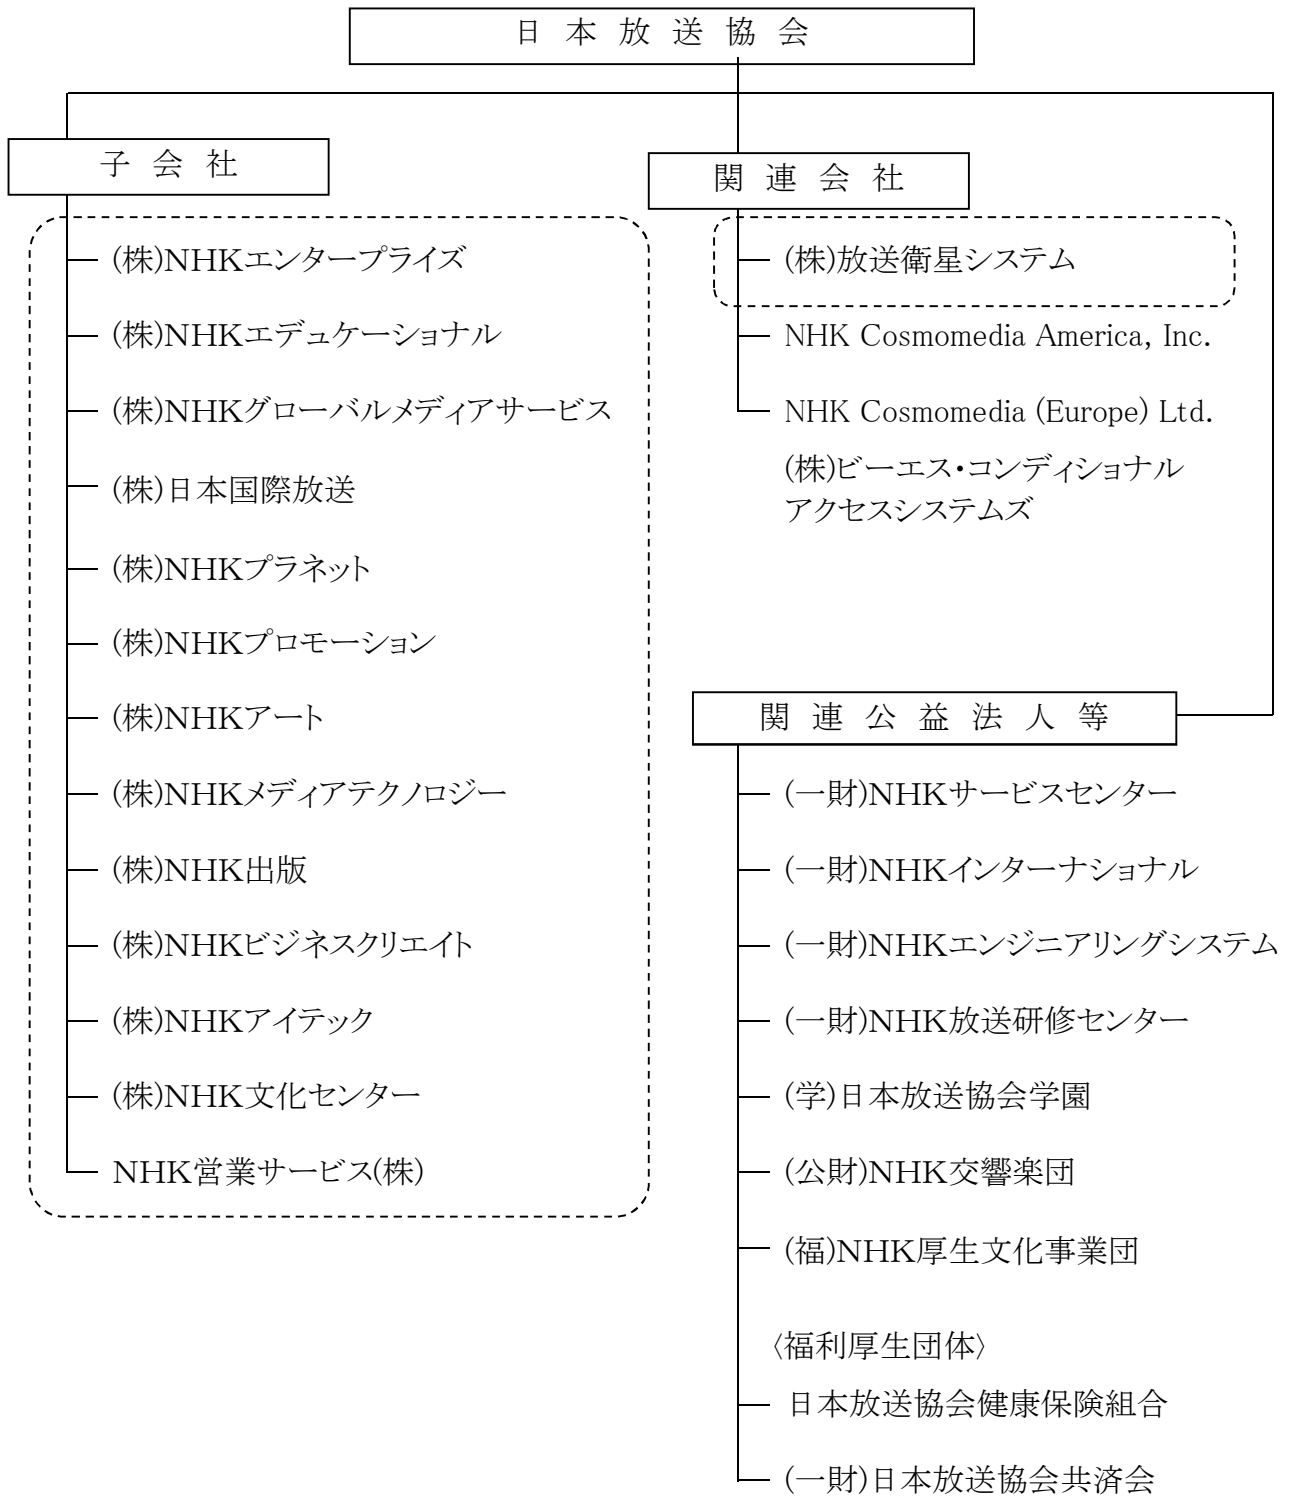 日本放送協会
子会社
(株)NHKエンタープライズ
(株)NHKエデュケーショナル
(株)NHKグローバルメディアサービス
(株)日本国際放送
(株)NHKプラネット
(株)NHKプロモーション
(株)NHKアート
(株)NHKメディアテクノロジー
(株)NHK出版
(株)NHKビジネスクリエイト
(株)NHKアイテック
(株)NHK文化センター
NHK営業サービス(株)
関連会社
(株)放送衛星システム
NHK Cosmomedia America, Inc.
NHK Cosmomedia (Europe) Ltd.
(株)ビーエス・コンディショナル
アクセスシステムズ
関連公益法人等
(一財)NHKサービスセンター
(一財)NHKインターナショナル
(一財)NHKエンジニアリングシステム
(一財)NHK放送研修センター
(学)日本放送協会学園
(公財)NHK交響楽団
(福)NHK厚生文化事業団
〈福利厚生団体〉
日本放送協会健康保険組合
(一財)日本放送協会共済会